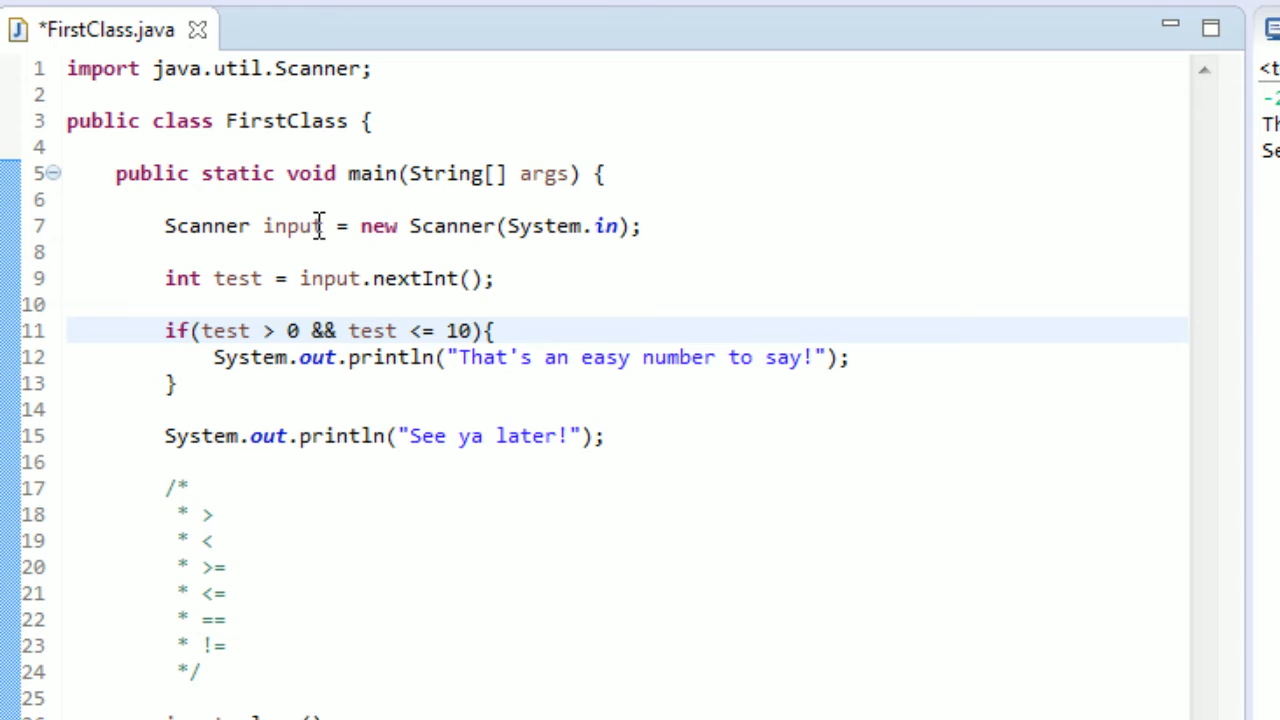 *FirstClass.java
1 import java.util.Scanner;
2
3 public class FirstClass {
4
5 public static void main(String[] args) {
6
7 Scanner input = new Scanner(System.in);
8
9 int test = input.nextInt();
10
11 if(test > 0 && test <= 10){
12 System.out.println("That's an easy number to say!");
13 }
14
15 System.out.println("See ya later!");
16
17 /*
18 * >
19 * <
20 * >=
21 * <=
22 * ==
23 * !=
24 */
25
<t
-2
Th
Se